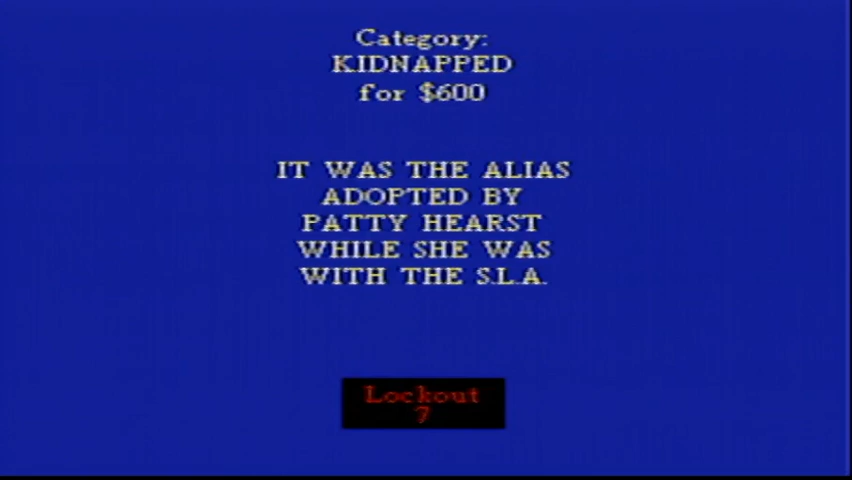 Category:
KIDNAPPED
for $600
IT WAS THE ALIAS
ADOPTED BY
PATTY HEARST
WHILE SHE WAS
WITH THE S.L.A.
Lockout
7